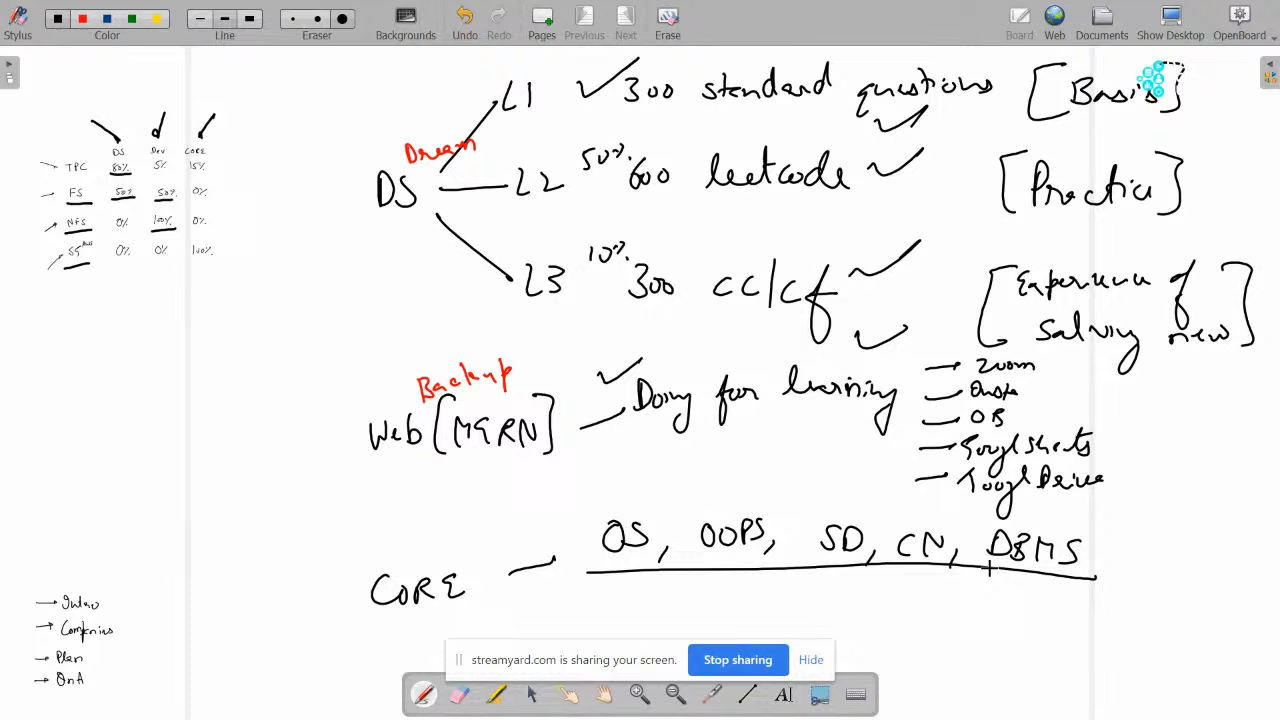 Stylus
Color
Line
Eraser
Backgrounds
Undo
Redo
Pages
Previous
Next
Erase
Board
Web
Documents
Show Desktop
OpenBoard
L1 300 standard questions [Basis]
Dream
DS L2 50% 600 leetcode [Practice]
L3 10% 300 CC/CF [Experience of
Solving new]
DS Dev CORE
TPC 80% 5% 15%
FS 50% 50% 0%
NFS 0% 100% 0%
0% 0% 100%
Backup
Web [MERN] Doing for learning
Zoom
OB
Google Sheets
Google Drive
CORE OS, OOPS, SD, CN, DBMS
Intro
Companies
Plan
QnA
streamyard.com is sharing your screen.
Stop sharing
Hide